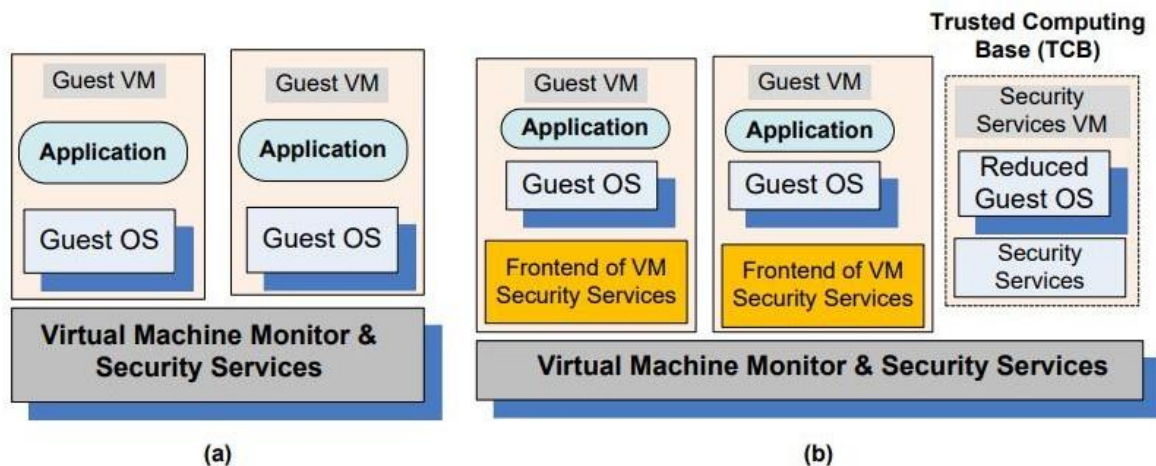 Guest VM
Application
Guest OS
Guest VM
Application
Guest OS
Virtual Machine Monitor &
Security Services
(a)
Guest VM
Application
Guest OS
Frontend of VM
Security Services
Guest VM
Application
Guest OS
Frontend of VM
Security Services
Trusted Computing
Base (TCB)
Security
Services VM
Reduced
Guest OS
Security
Services
Virtual Machine Monitor & Security Services
(b)